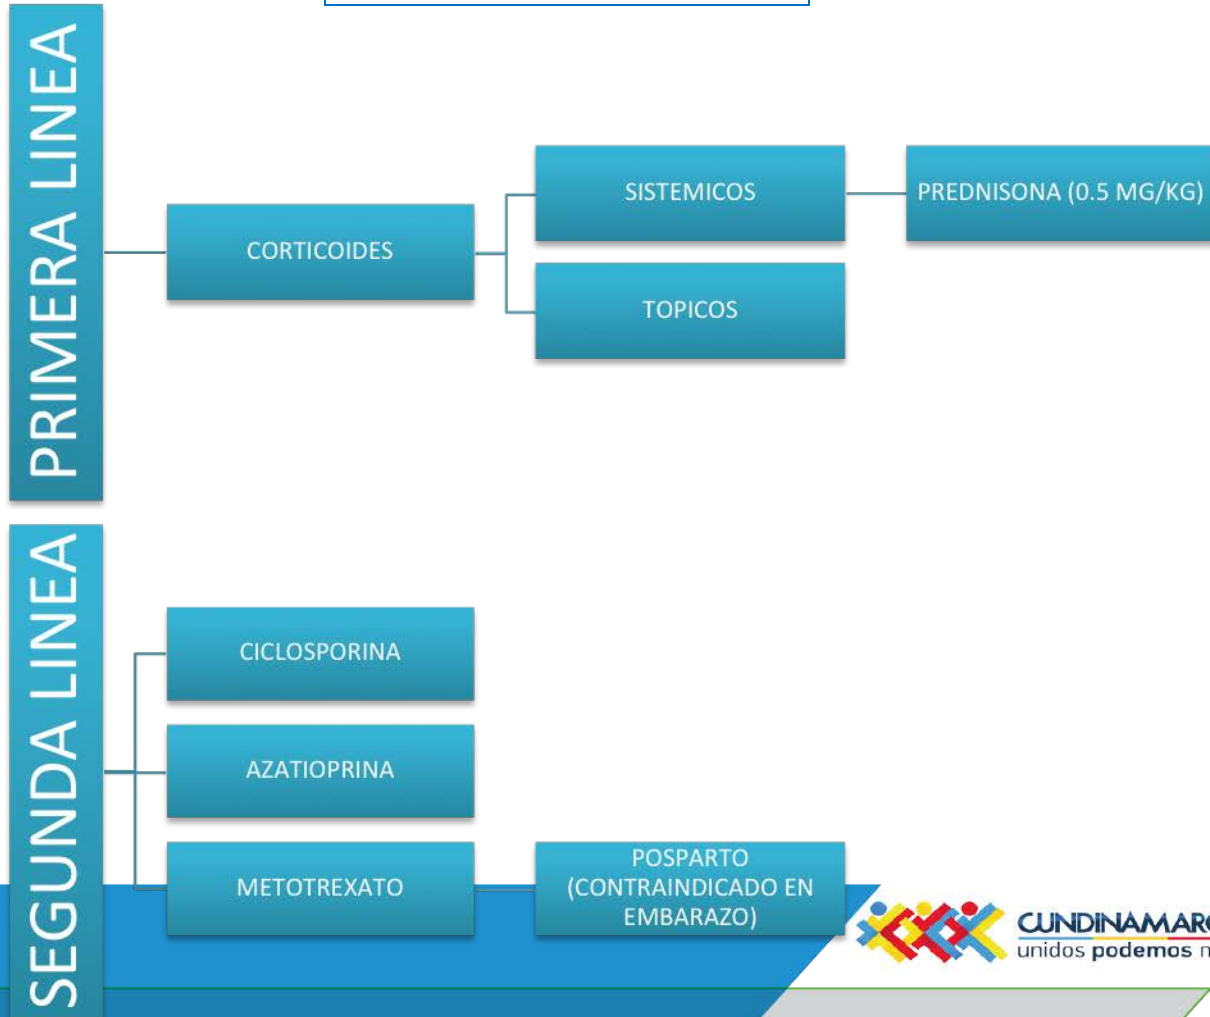 PRIMERA LINEA
CORTICOIDES
SISTEMICOS
PREDNISONA (0.5 MG/KG)
TOPICOS
SEGUNDA LINEA
CICLOSPORINA
AZATIOPRINA
METOTREXATO
POSPARTO
(CONTRAINDICADO EN
EMBARAZO)
CUNDINAMAR
unidos podemos